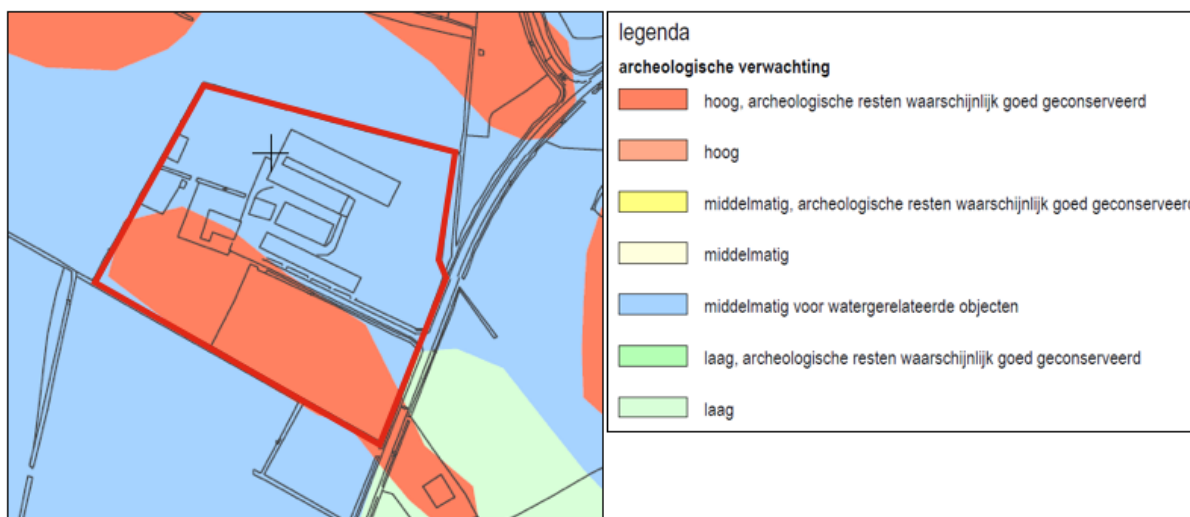 legenda
archeologische verwachting
hoog, archeologische resten waarschijnlijk goed geconserveerd
hoog
middelmatig, archeologische resten waarschijnlijk goed geconserveerd
middelmatig
middelmatig voor watergerelateerde objecten
laag, archeologische resten waarschijnlijk goed geconserveerd
laag